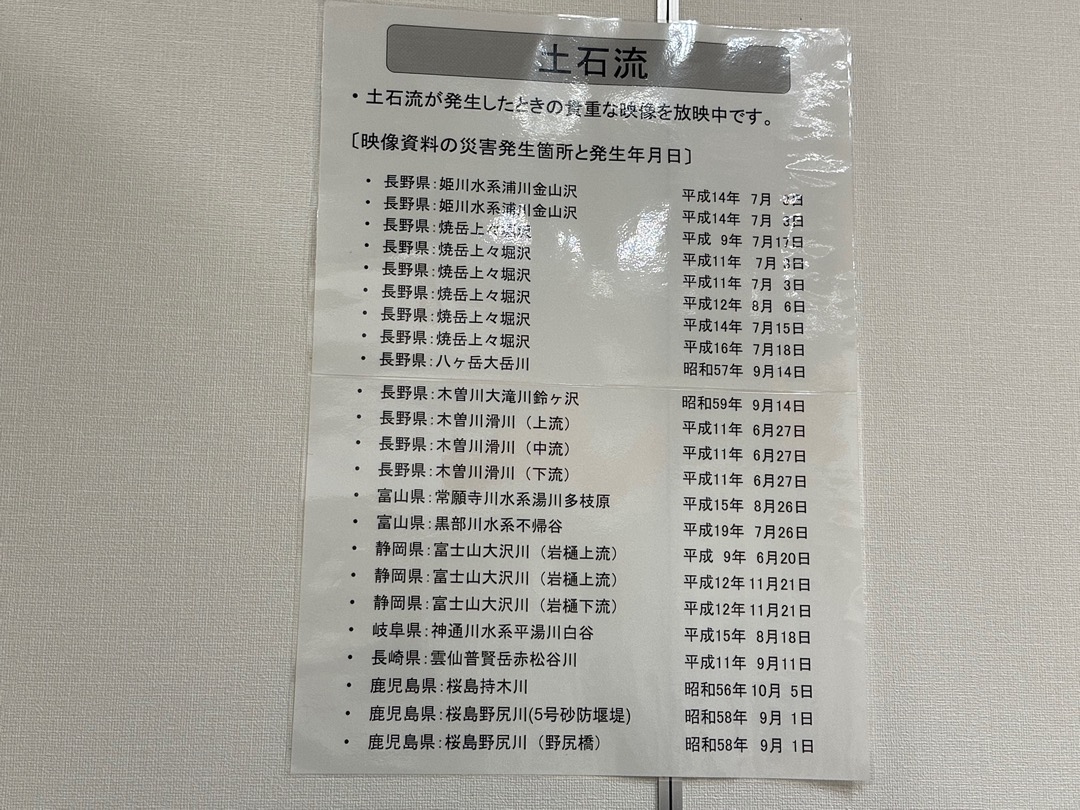 土石流
・土石流が発生したときの貴重な映像を放映中です。
〔映像資料の災害発生箇所と発生年月日〕
・長野県：姫川水系浦川金山沢 平成14年 7月 日
・長野県：姫川水系浦川金山沢 平成14年 7月 3日
・長野県：焼岳上々堀沢 平成 9年 7月17日
・長野県：焼岳上々堀沢 平成11年 7月 3日
・長野県：焼岳上々堀沢 平成11年 7月 3日
・長野県：焼岳上々堀沢 平成12年 8月 6日
・長野県：焼岳上々堀沢 平成14年 7月15日
・長野県：焼岳上々堀沢 平成16年 7月18日
・長野県：八ヶ岳大岳川 昭和57年 9月14日
・長野県：木曽川大滝川鈴ヶ沢 昭和59年 9月14日
・長野県：木曽川滑川（上流） 平成11年 6月27日
・長野県：木曽川滑川（中流） 平成11年 6月27日
・長野県：木曽川滑川（下流） 平成11年 6月27日
・富山県：常願寺川水系湯川多枝原 平成15年 8月26日
・富山県：黒部川水系不帰谷 平成19年 7月26日
・静岡県：富士山大沢川（岩樋上流） 平成 9年 6月20日
・静岡県：富士山大沢川（岩樋上流） 平成12年11月21日
・静岡県：富士山大沢川（岩樋下流） 平成12年11月21日
・岐阜県：神通川水系平湯川白谷 平成15年 8月18日
・長崎県：雲仙普賢岳赤松谷川 平成11年 9月11日
・鹿児島県：桜島持木川 昭和56年10月 5日
・鹿児島県：桜島野尻川(5号砂防堰堤) 昭和58年 9月 1日
・鹿児島県：桜島野尻川（野尻橋） 昭和58年 9月 1日